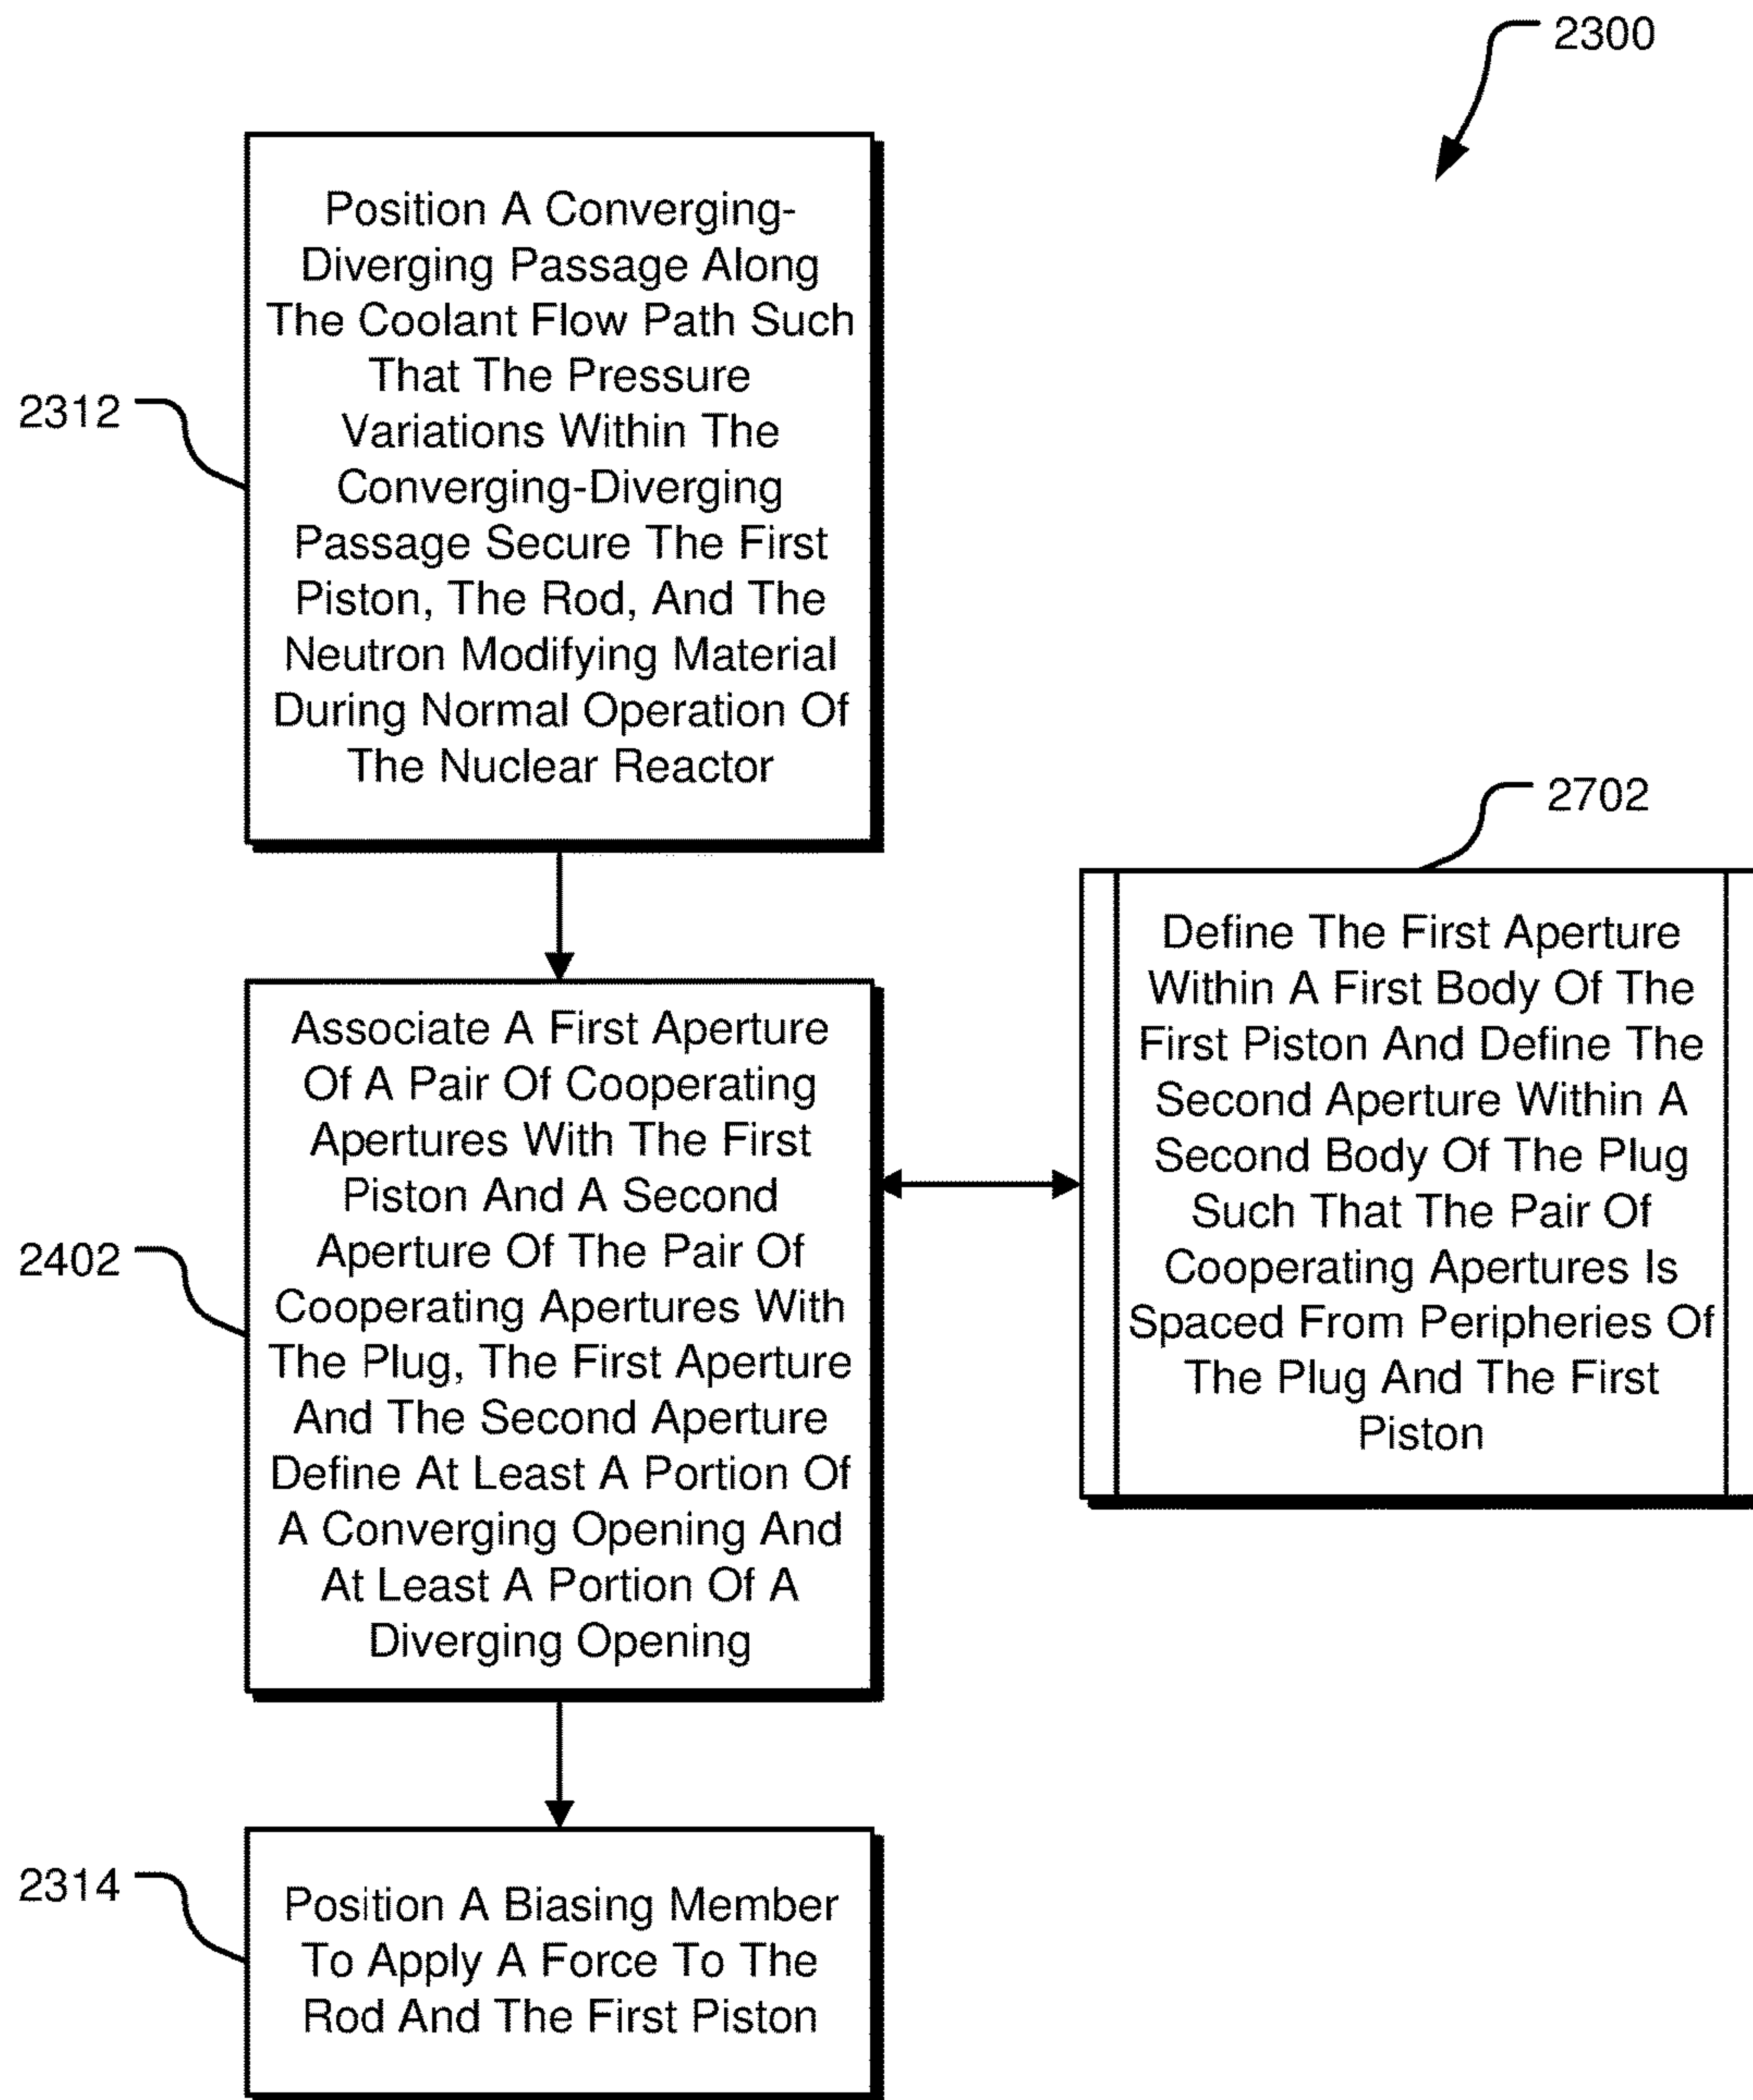 2300
Position A Converging-
Diverging Passage Along
The Coolant Flow Path Such
That The Pressure
Variations Within The
Converging-Diverging
Passage Secure The First
Piston, The Rod, And The
Neutron Modifying Material
During Normal Operation Of
The Nuclear Reactor
2312
2702
Define The First Aperture
Within A First Body Of The
First Piston And Define The
Second Aperture Within A
Second Body Of The Plug
Such That The Pair Of
Cooperating Apertures Is
Spaced From Peripheries Of
The Plug And The First
Piston
Associate A First Aperture
Of A Pair Of Cooperating
Apertures With The First
Piston And A Second
Aperture Of The Pair Of
Cooperating Apertures With
The Plug, The First Aperture
And The Second Aperture
Define At Least A Portion Of
A Converging Opening And
At Least A Portion Of A
Diverging Opening
2402
2314
Position A Biasing Member
To Apply A Force To The
Rod And The First Piston